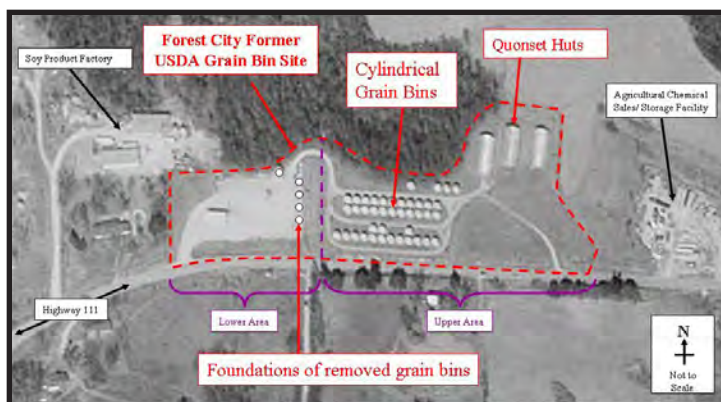 Forest City Former
USDA Grain Bin Site
Quonset Huts
Soy Product Factory
Cylindrical
Grain Bins
Agricultural Chemical
Sales/ Storage Facility
Highway 111
Lower Area
Upper Area
Foundations of removed grain bins
N
Not to
Scale